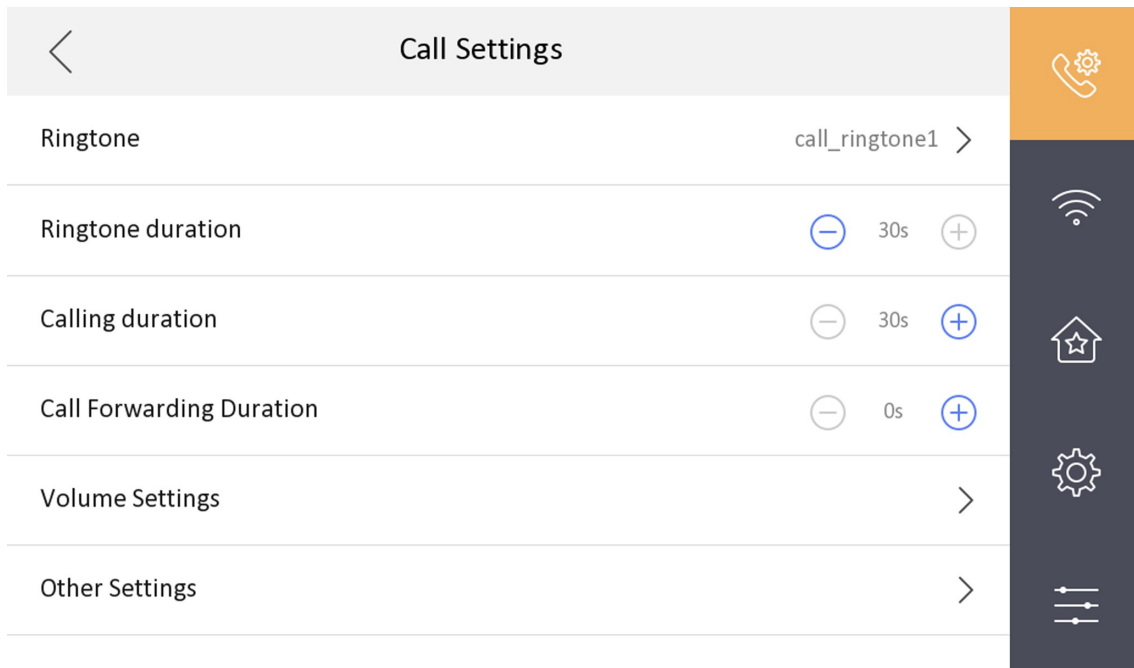 Call Settings
Ringtone call_ringtone1
Ringtone duration 30s
Calling duration 30s
Call Forwarding Duration 0s
Volume Settings
Other Settings